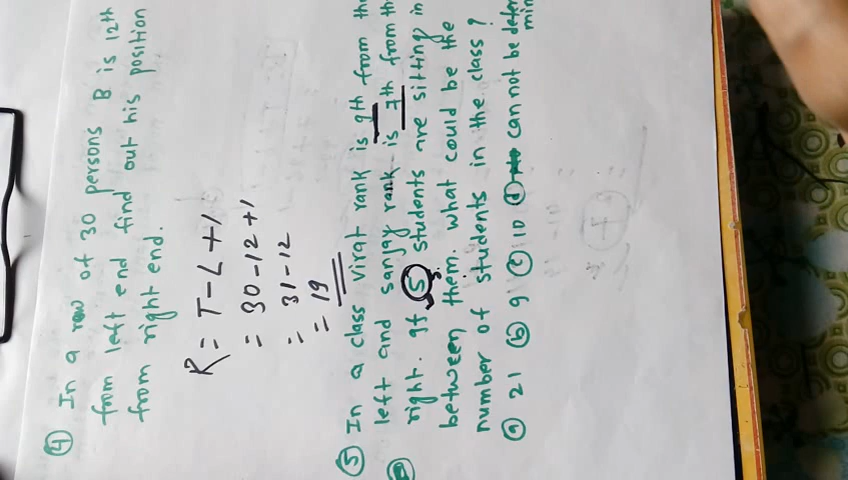 ④ In a row of 30 persons B is 12th
from left end find out his position
from right end.
R = T-L+1
= 30-12+1
= 31-12
= 19
⑤ In a class virat rank is 9th from the
left and sanjay rank is 7th from th
right. If 5 students are sitting in
between them. what could be the
number of students in the class?
ⓐ 21 ⓑ 9 ⓒ 10 ⓓ cannot be deter
min